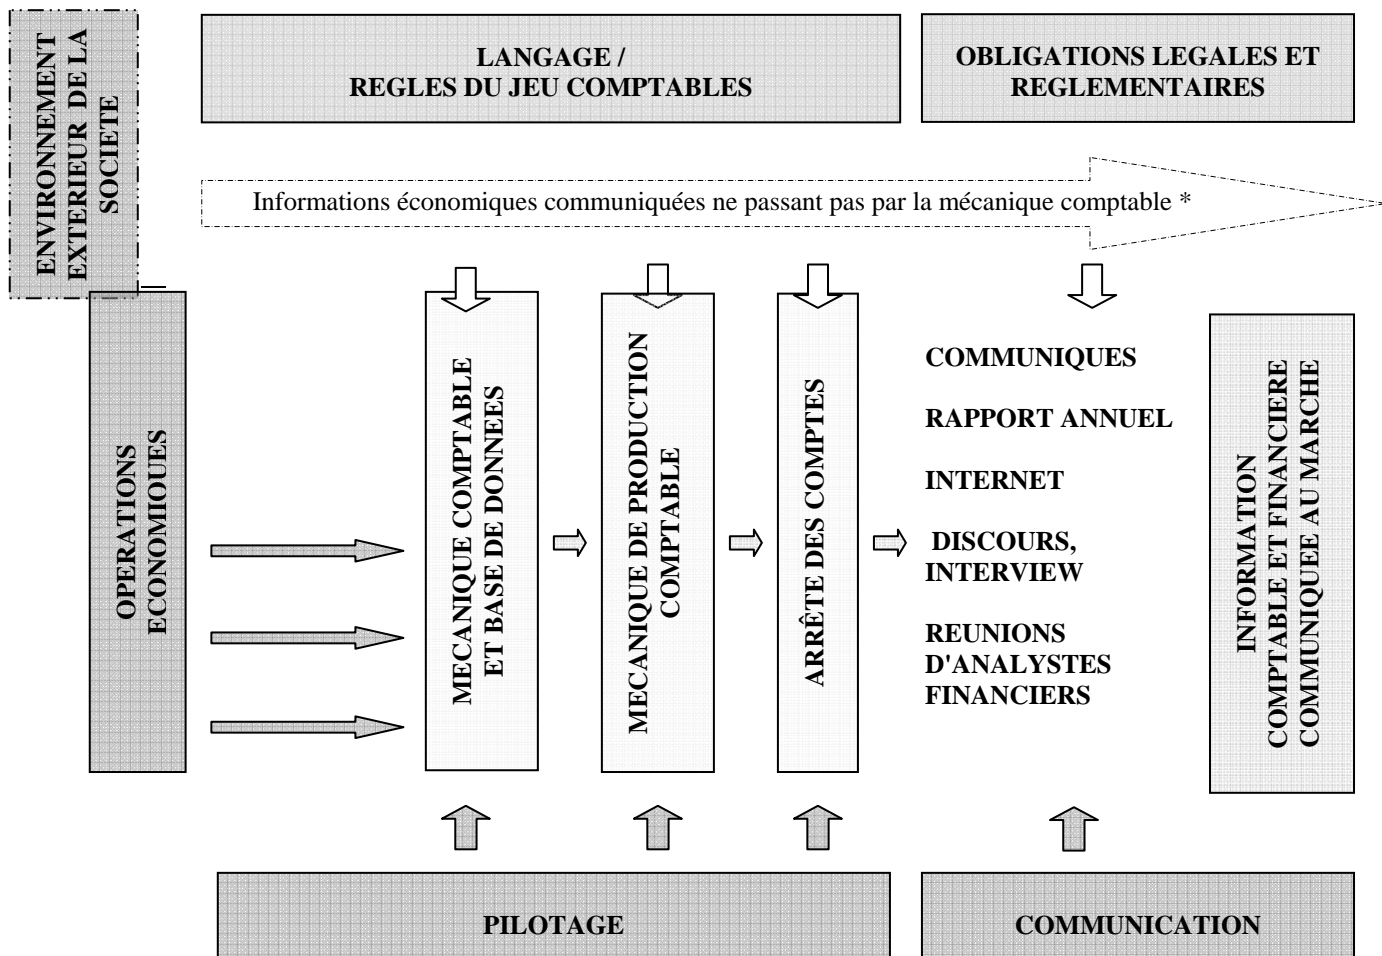 ENVIRONNEMENT
EXTERIEUR DE LA
SOCIETE
LANGAGE /
REGLES DU JEU COMPTABLES
OBLIGATIONS LEGALES ET
REGLEMENTAIRES
Informations économiques communiquées ne passant pas par la mécanique comptable *
OPERATIONS
ECONOMIQUES
MECANIQUE COMPTABLE
ET BASE DE DONNEES
MECANIQUE DE PRODUCTION
COMPTABLE
ARRÊTE DES COMPTES
COMMUNIQUES
RAPPORT ANNUEL
INTERNET
DISCOURS,
INTERVIEW
REUNIONS
D'ANALYSTES
FINANCIERS
INFORMATION
COMPTABLE ET FINANCIERE
COMMUNIQUEE AU MARCHE
PILOTAGE
COMMUNICATION